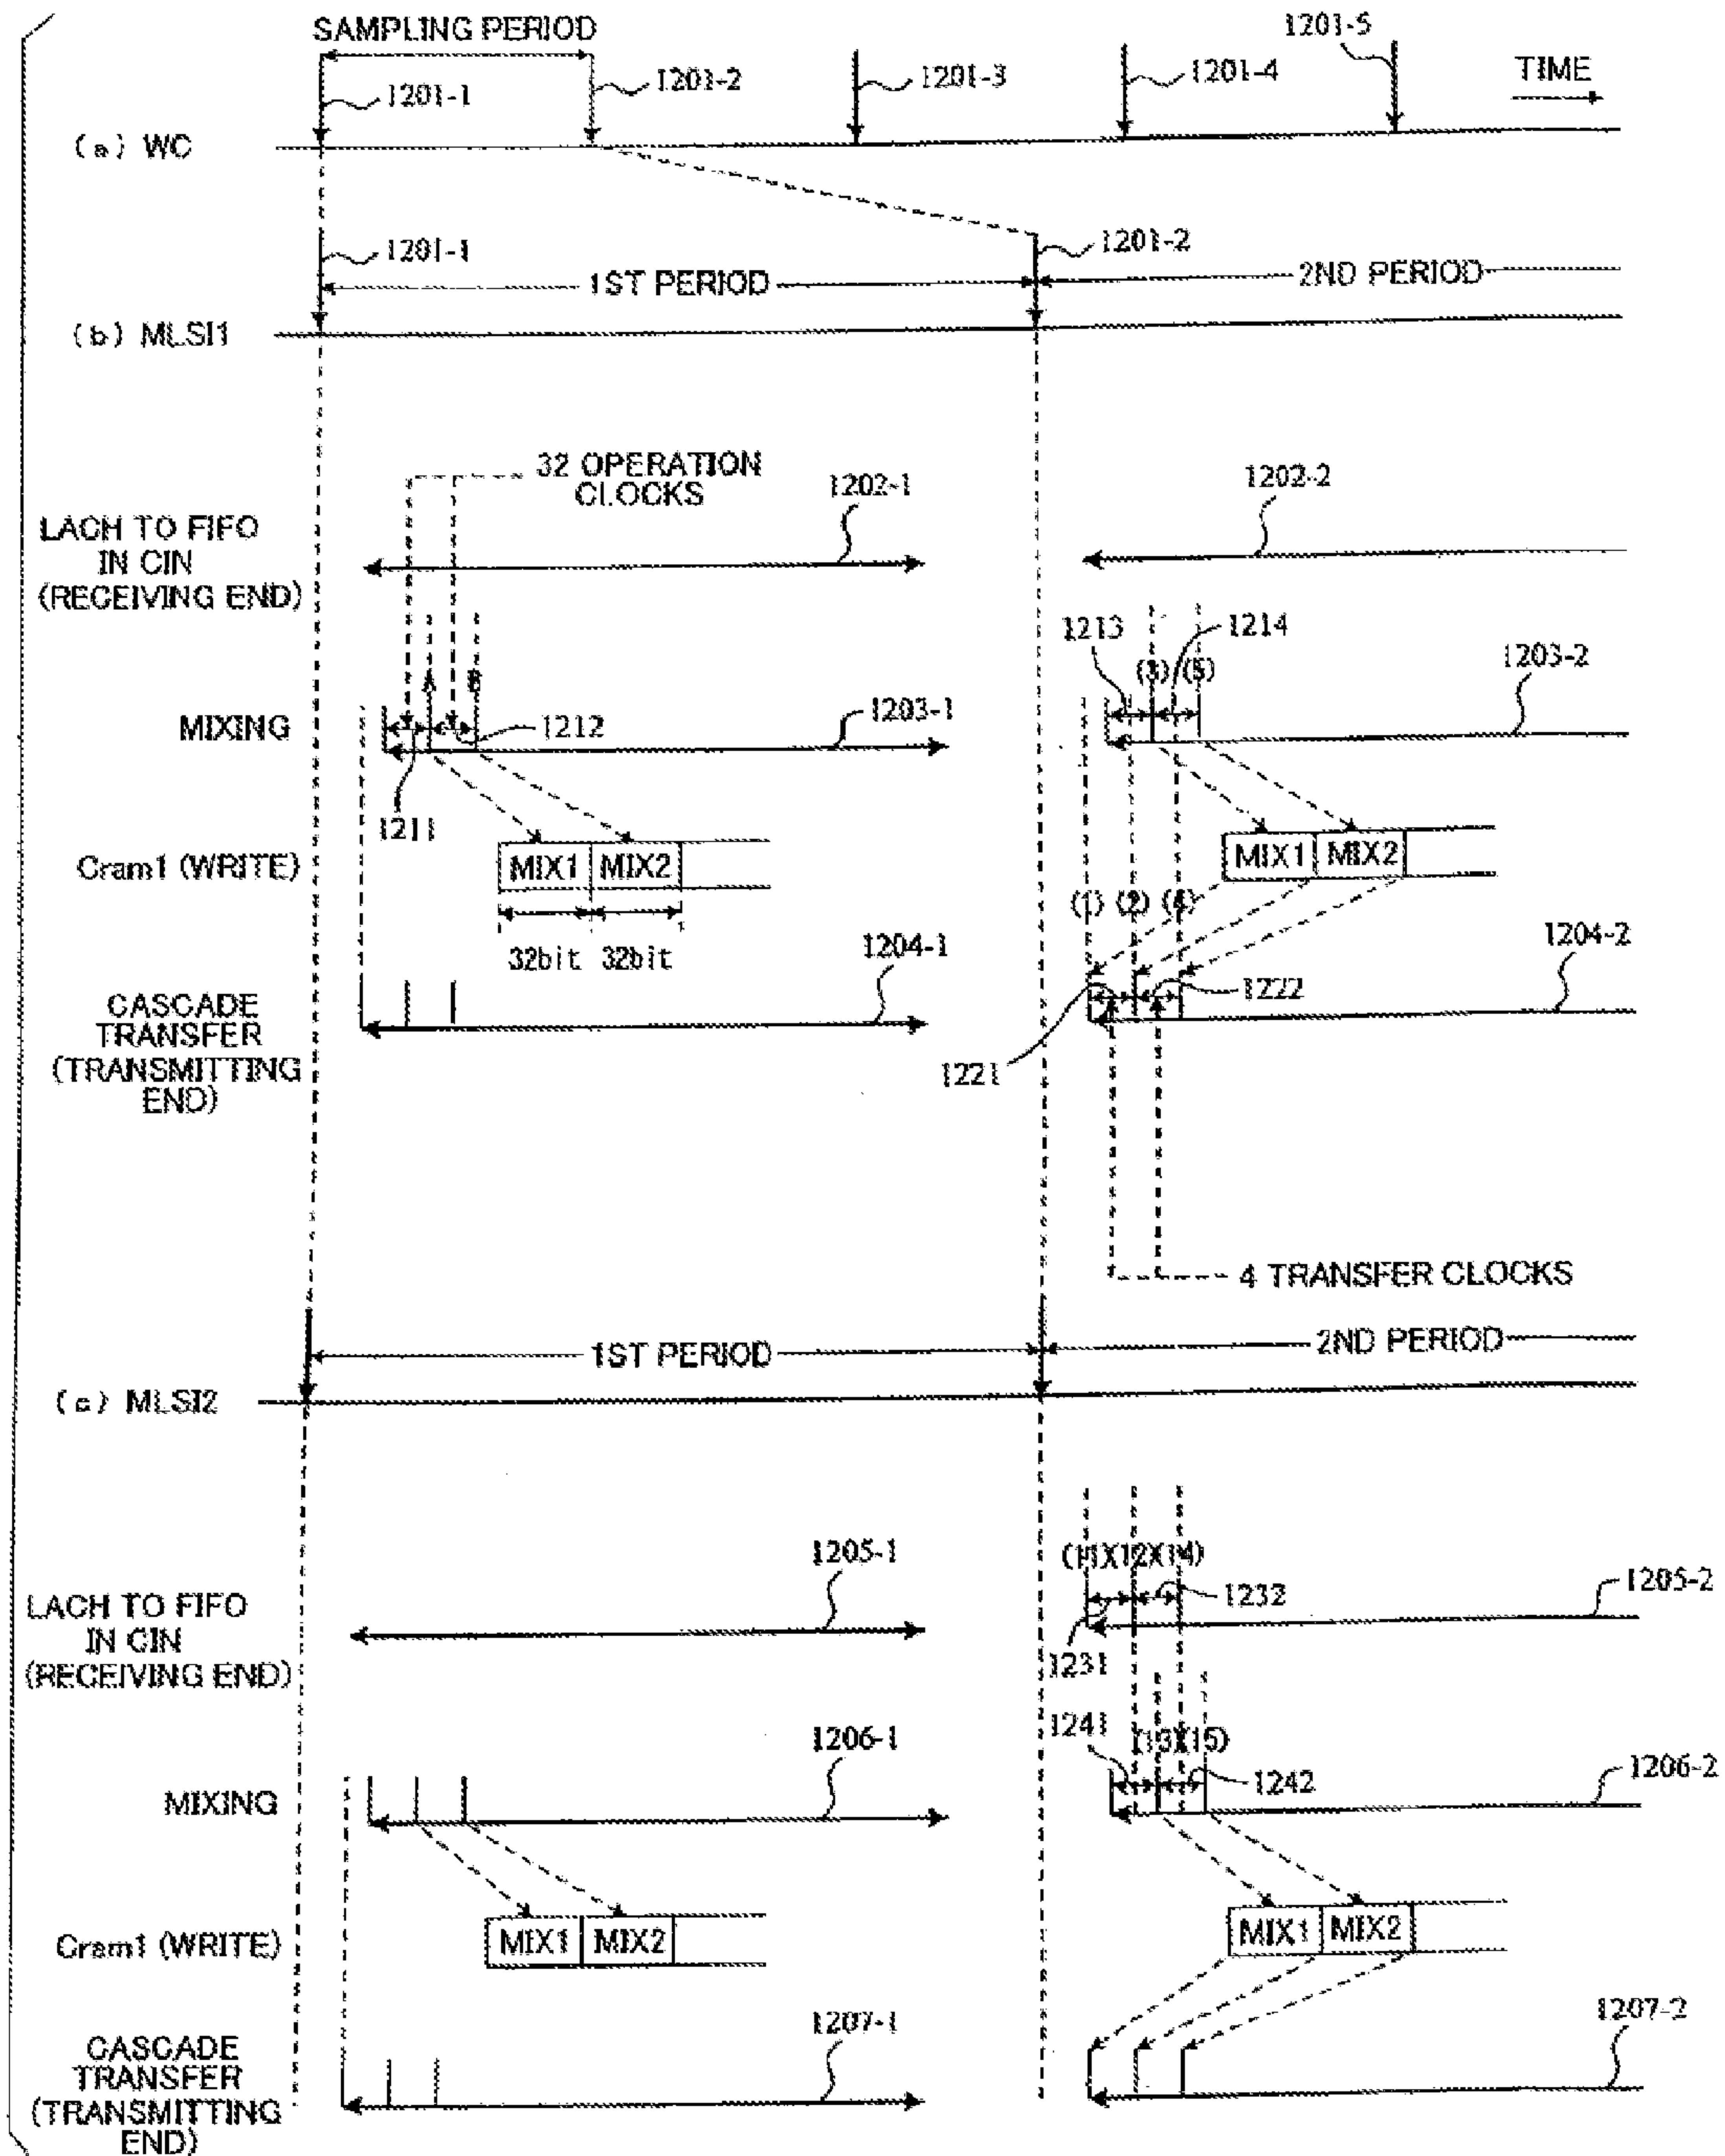 SAMPLING PERIOD
1201-1
1201-2
1201-3
1201-4
1201-5
TIME
(a) WC
1201-1
1201-2
1ST PERIOD
2ND PERIOD
(b) MLSI1
32 OPERATION
CLOCKS
1202-1
1202-2
LACH TO FIFO
IN CIN
(RECEIVING END)
1213
1214
(3) (5)
A
B
MIXING
1212
1203-1
1203-2
1211
Cram1 (WRITE)
MIX1 MIX2
MIX1 MIX2
(1) (2) (4)
32bit 32bit
1204-1
1204-2
CASCADE
TRANSFER
(TRANSMITTING
END)
1222
1221
4 TRANSFER CLOCKS
1ST PERIOD
2ND PERIOD
(c) MLSI2
(11)(12)(14)
1205-1
1205-2
LACH TO FIFO
IN CIN
(RECEIVING END)
1232
1231
1241
(13)(15)
1206-1
1206-2
MIXING
1242
Cram1 (WRITE)
MIX1 MIX2
MIX1 MIX2
1207-1
1207-2
CASCADE
TRANSFER
(TRANSMITTING
END)